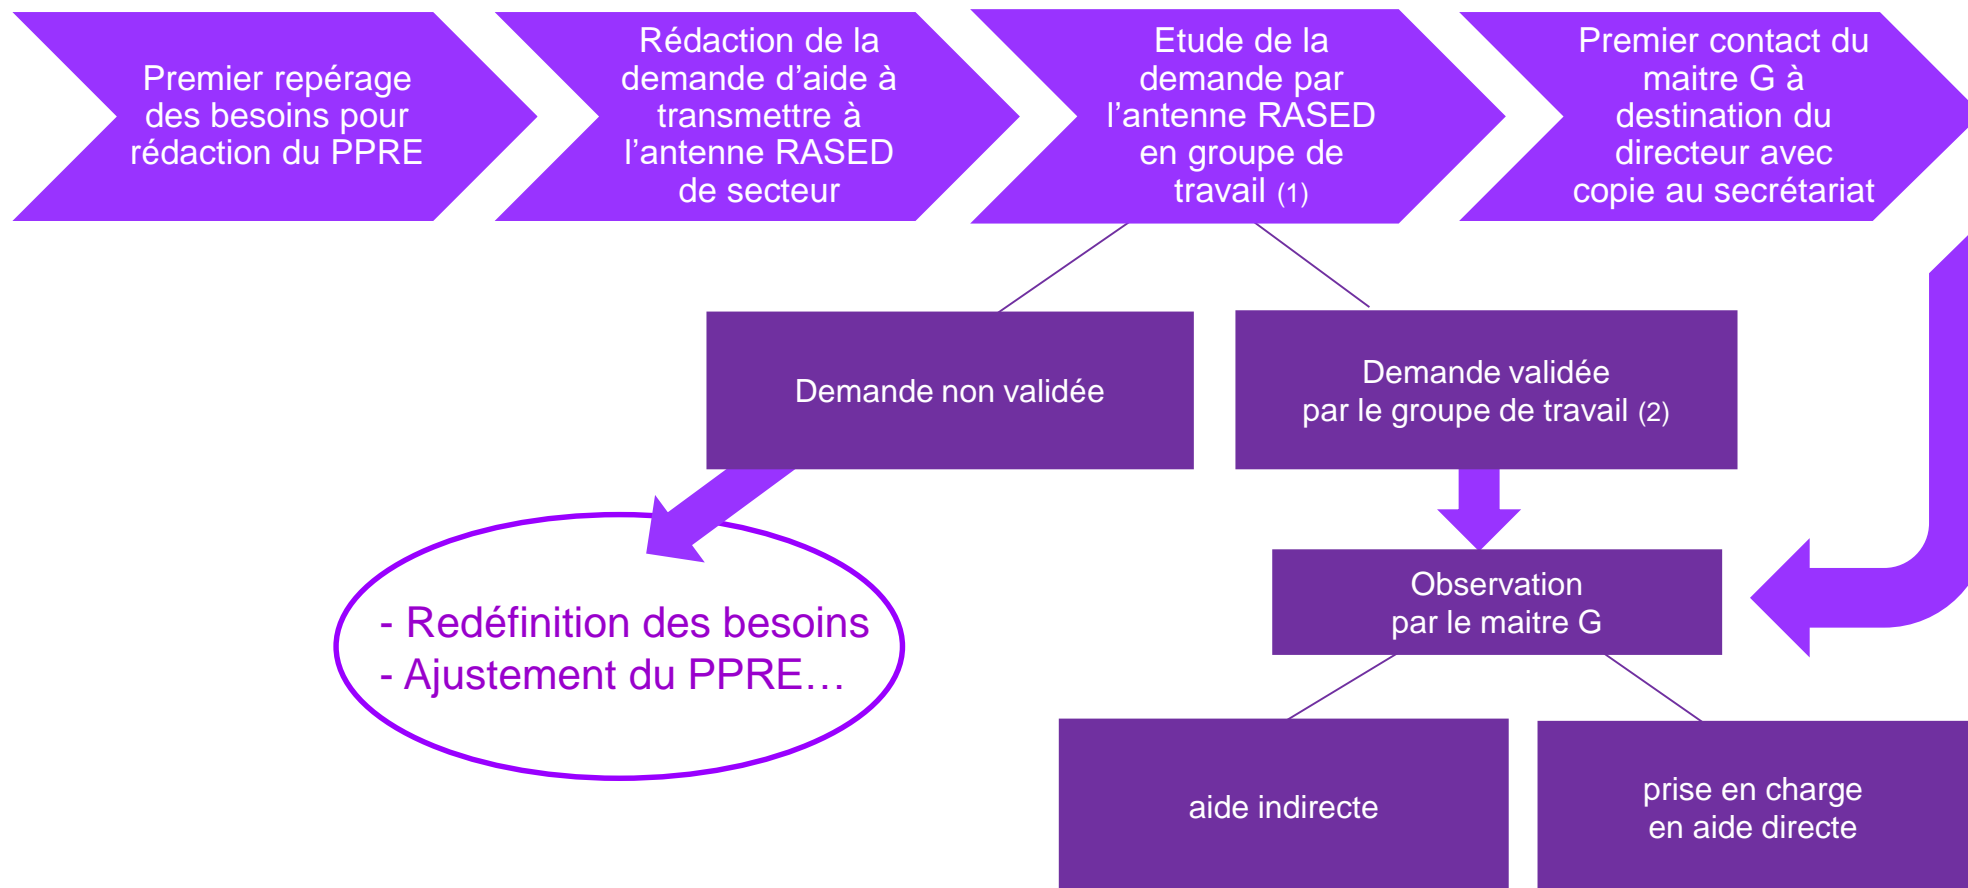 Premier repérage
des besoins pour
rédaction du PPRE
Rédaction de la
demande d’aide à
transmettre à
l’antenne RASED
de secteur
Etude de la
demande par
l’antenne RASED
en groupe de
travail (1)
Premier contact du
maitre G à
destination du
directeur avec
copie au secrétariat
Demande non validée
Demande validée
par le groupe de travail (2)
- Redéfinition des besoins
- Ajustement du PPRE…
Observation
par le maitre G
aide indirecte
prise en charge
en aide directe